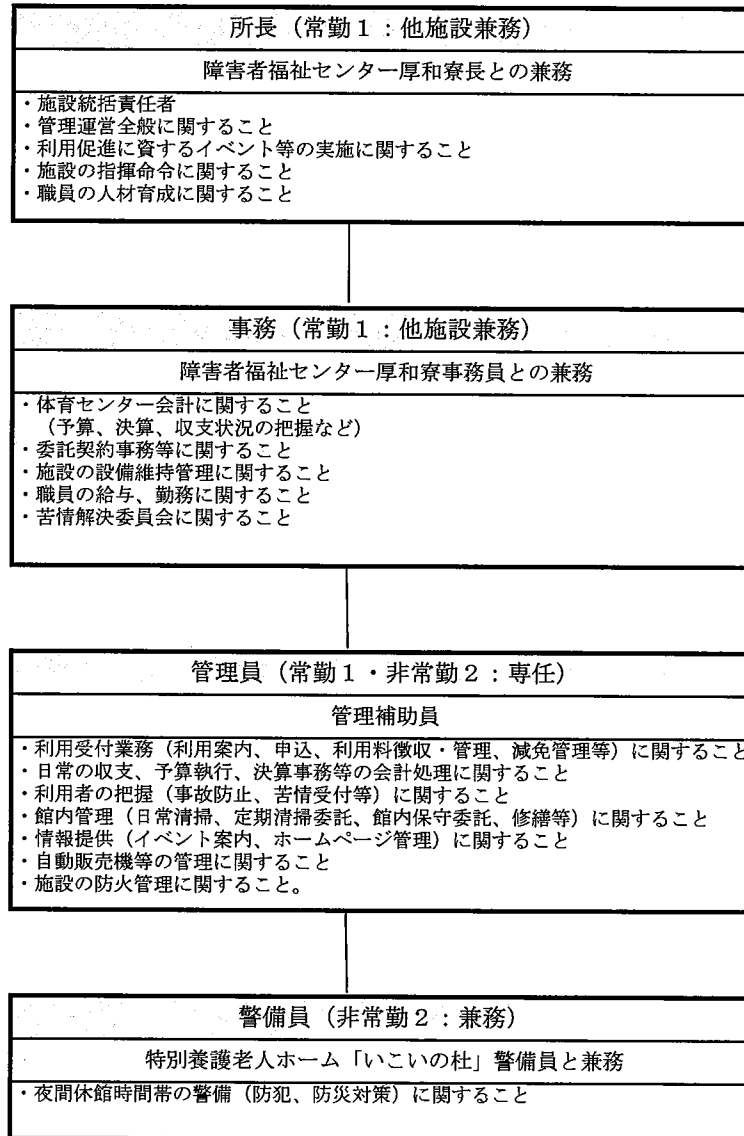 所長（常勤１：他施設兼務）
障害者福祉センター厚和寮長との兼務
・施設統括責任者
・管理運営全般に関すること
・利用促進に資するイベント等の実施に関すること
・施設の指揮命令に関すること
・職員の人材育成に関すること
事務（常勤１：他施設兼務）
障害者福祉センター厚和寮事務員との兼務
・体育センター会計に関すること
（予算、決算、収支状況の把握など）
・委託契約事務等に関すること
・施設の設備維持管理に関すること
・職員の給与、勤務に関すること
・苦情解決委員会に関すること
管理員（常勤１・非常勤２：専任）
管理補助員
・利用受付業務（利用案内、申込、利用料徴収・管理、減免管理等）に関すること
・日常の収支、予算執行、決算事務等の会計処理に関すること
・利用者の把握（事故防止、苦情受付等）に関すること
・館内管理（日常清掃、定期清掃委託、館内保守委託、修繕等）に関すること
・情報提供（イベント案内、ホームページ管理）に関すること
・自動販売機等の管理に関すること
・施設の防火管理に関すること。
警備員（非常勤２：兼務）
特別養護老人ホーム「いこいの杜」警備員と兼務
・夜間休館時間帯の警備（防犯、防災対策）に関すること